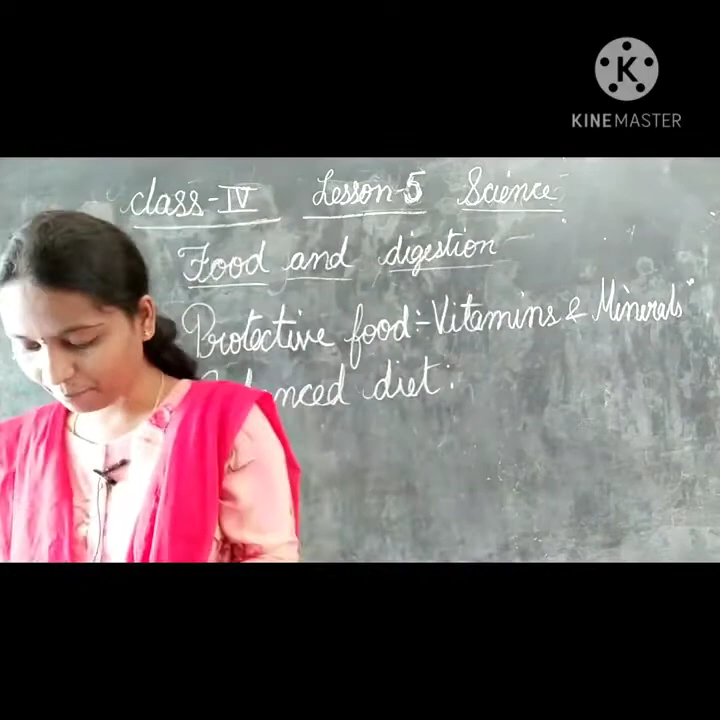 KINEMASTER
class-IV Lesson-5 Science
Food and digestion
Protective food:-Vitamins & Minerals"
diet: